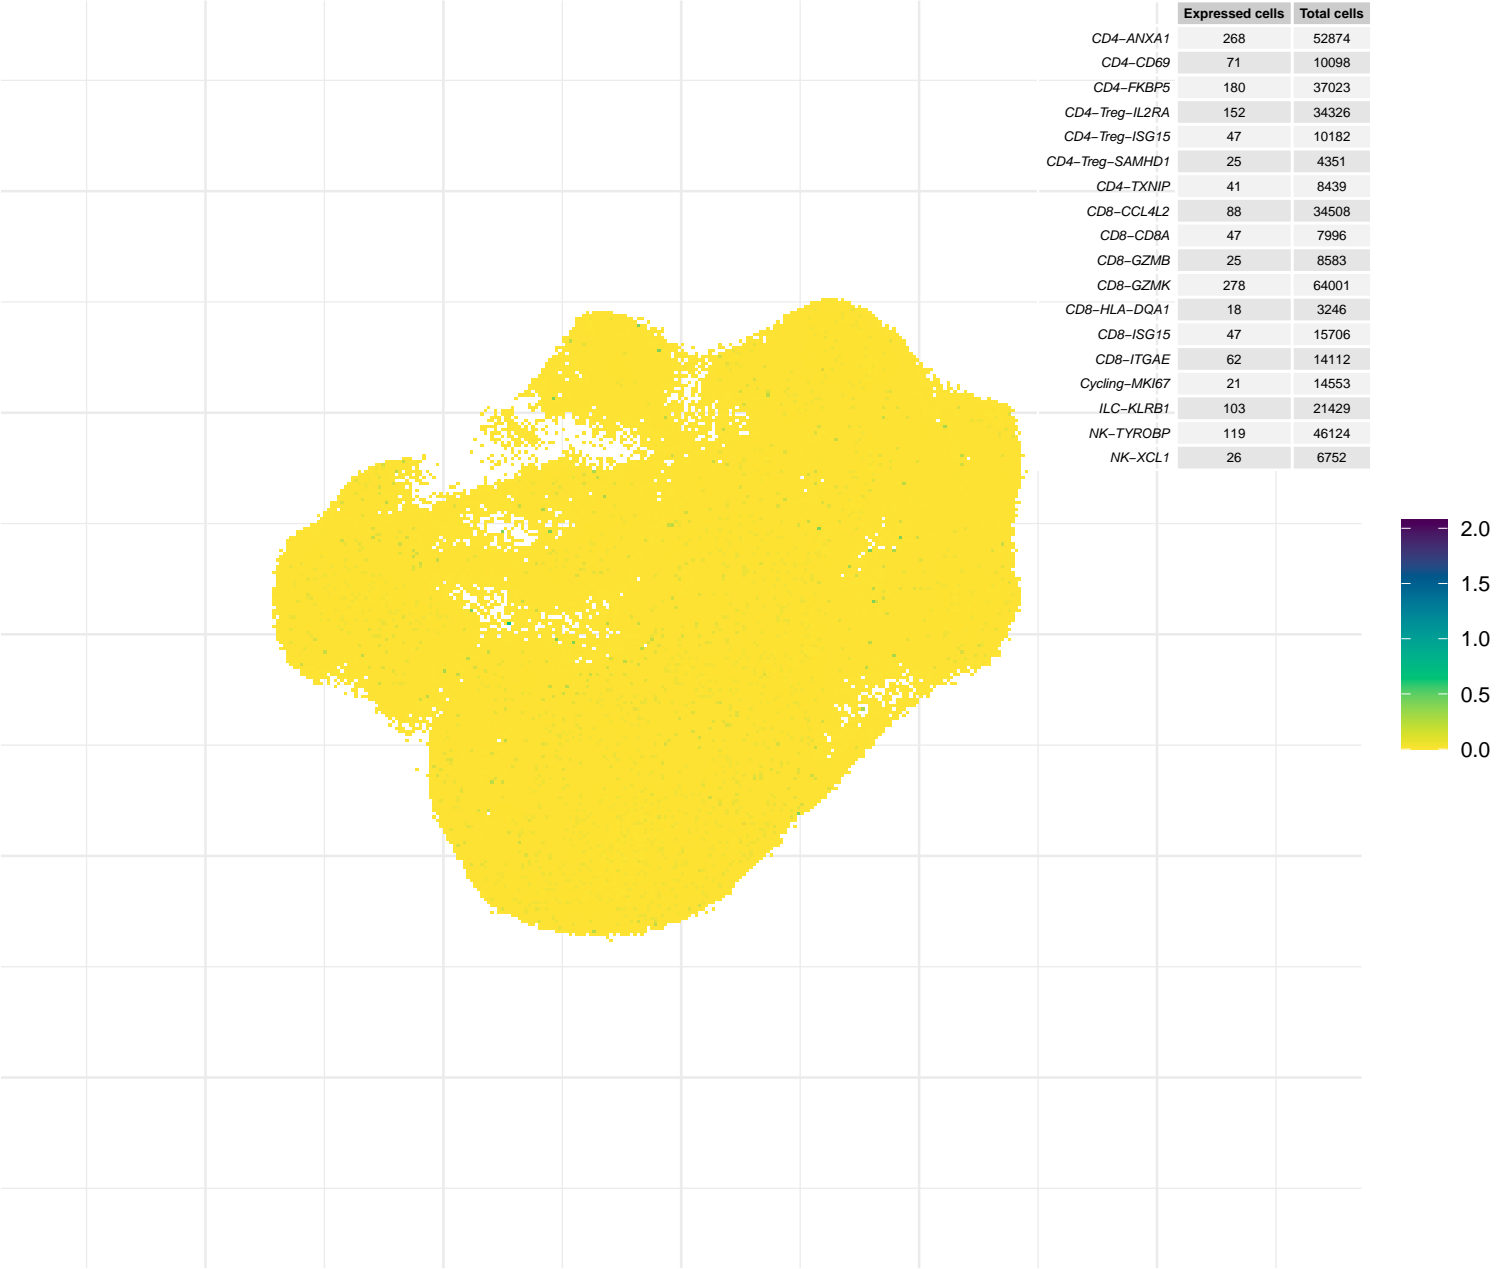 Expressed cells Total cells
CD4−ANXA1 268 52874
CD4−CD69 71 10098
CD4−FKBP5 180 37023
CD4−Treg−IL2RA 152 34326
CD4−Treg−ISG15 47 10182
CD4−Treg−SAMHD1 25 4351
CD4−TXNIP 41 8439
CD8−CCL4L2 88 34508
CD8−CD8A 47 7996
CD8−GZMB 25 8583
CD8−GZMK 278 64001
CD8−HLA−DQA1 18 3246
CD8−ISG15 47 15706
CD8−ITGAE 62 14112
Cycling−MKI67 21 14553
ILC−KLRB1 103 21429
NK−TYROBP 119 46124
NK−XCL1 26 6752
2.0
1.5
1.0
0.5
0.0